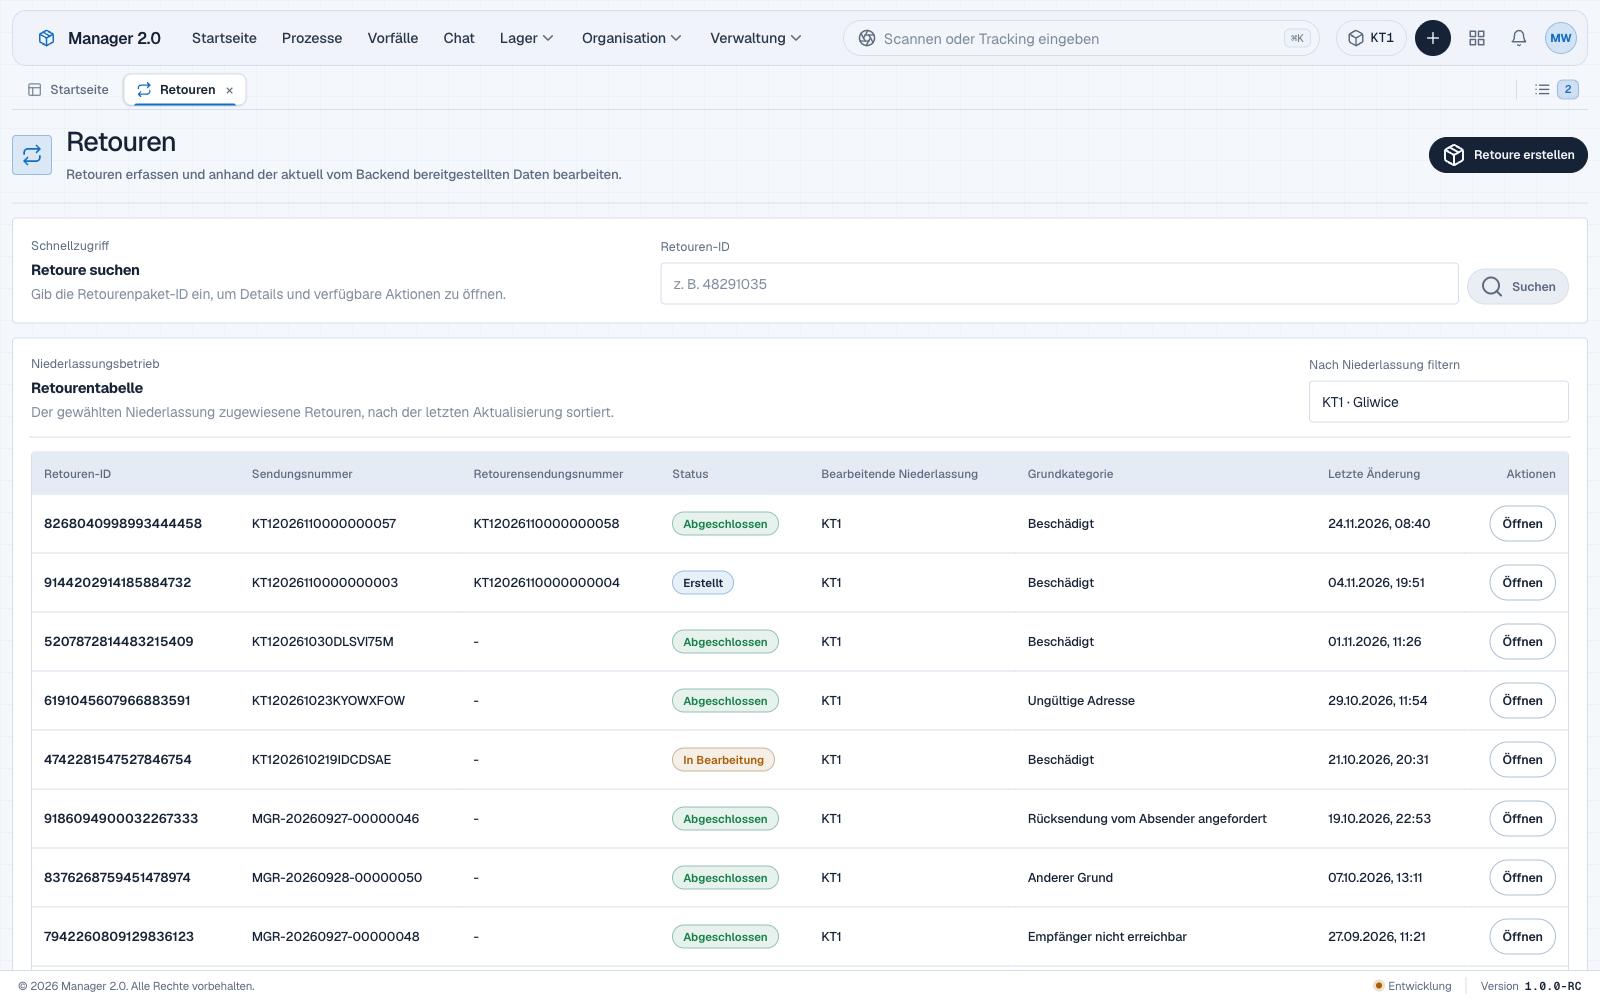 Manager 2.0 Startseite Prozesse Vorfälle Chat Lager Organisation Verwaltung Scannen oder Tracking eingeben ⌘K KT1 MW
Startseite Retouren × 2
Retouren
Retouren erfassen und anhand der aktuell vom Backend bereitgestellten Daten bearbeiten.
Retoure erstellen
Schnellzugriff
Retoure suchen
Gib die Retourenpaket-ID ein, um Details und verfügbare Aktionen zu öffnen.
Retouren-ID
z. B. 48291035
Suchen
Niederlassungsbetrieb
Retourentabelle
Der gewählten Niederlassung zugewiesene Retouren, nach der letzten Aktualisierung sortiert.
Nach Niederlassung filtern
KT1 · Gliwice
Retouren-ID Sendungsnummer Retourensendungsnummer Status Bearbeitende Niederlassung Grundkategorie Letzte Änderung Aktionen
8268040998993444458 KT12026110000000057 KT12026110000000058 Abgeschlossen KT1 Beschädigt 24.11.2026, 08:40 Öffnen
9144202914185884732 KT12026110000000003 KT12026110000000004 Erstellt KT1 Beschädigt 04.11.2026, 19:51 Öffnen
5207872814483215409 KT120261030DLSVI75M - Abgeschlossen KT1 Beschädigt 01.11.2026, 11:26 Öffnen
6191045607966883591 KT120261023KYOWXFOW - Abgeschlossen KT1 Ungültige Adresse 29.10.2026, 11:54 Öffnen
4742281547527846754 KT1202610219IDCDSAE - In Bearbeitung KT1 Beschädigt 21.10.2026, 20:31 Öffnen
9186094900032267333 MGR-20260927-00000046 - Abgeschlossen KT1 Rücksendung vom Absender angefordert 19.10.2026, 22:53 Öffnen
8376268759451478974 MGR-20260928-00000050 - Abgeschlossen KT1 Anderer Grund 07.10.2026, 13:11 Öffnen
7942260809129836123 MGR-20260927-00000048 - Abgeschlossen KT1 Empfänger nicht erreichbar 27.09.2026, 11:21 Öffnen
© 2026 Manager 2.0. Alle Rechte vorbehalten. Entwicklung Version 1.0.0-RC